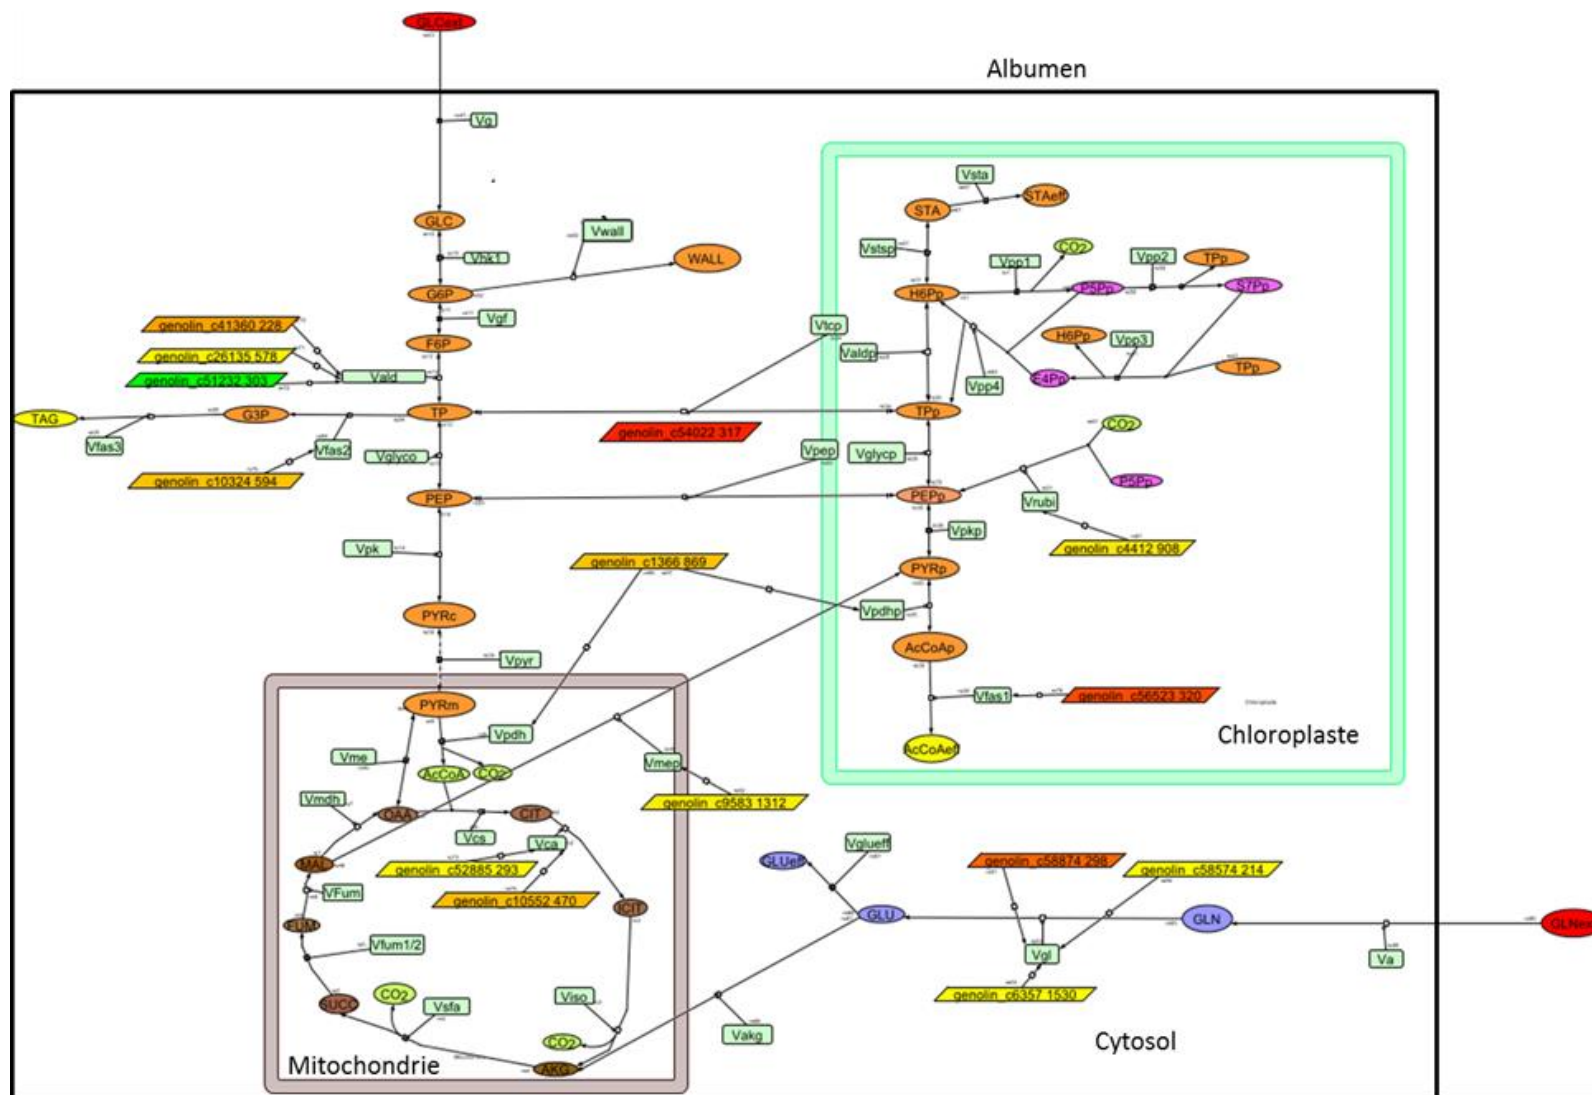 GLCext
Albumen
Vg
GLC
Vhk1
Vwall
WALL
G6P
Vgf
F6P
genolin_c41360 228
genolin_c26135 578
genolin_c51232 303
Vald
TAG
G3P
TP
Vfas3
Vfas2
Vglyco
genolin_c10324 594
PEP
Vpk
PYRc
Vpyr
Vtcp
genolin_c54022 317
Vpep
genolin_c1366 869
Vsta
STA
STAeff
Vstsp
Vpp1
CO2
Vpp2
TPp
H6Pp
P5Pp
S7Pp
Valdp
H6Pp
Vpp3
Vpp4
E4Pp
TPp
TPp
Vglycp
CO2
PEPp
P5Pp
Vrubi
Vpkp
genolin_c4412 908
PYRp
Vpdhp
AcCoAp
Vfas1
genolin_c56523 320
Chloroplaste
Chloroplaste
AcCoAeff
PYRm
Vpdh
Vme
AcCoA
CO2
Vmep
genolin_c9583 1312
Vmdh
OAA
CIT
Vcs
Vca
MAL
genolin_c52885 293
VFum
genolin_c10552 470
ICIT
FUM
Vfum1/2
SUCC
CO2
Vsfa
Viso
CO2
AKG
Mitochondrie
Vakg
GLUeff
Vglueff
GLU
genolin_c58874 298
genolin_c58574 214
GLN
GLNext
Vgl
Va
genolin_c6357 1530
Cytosol